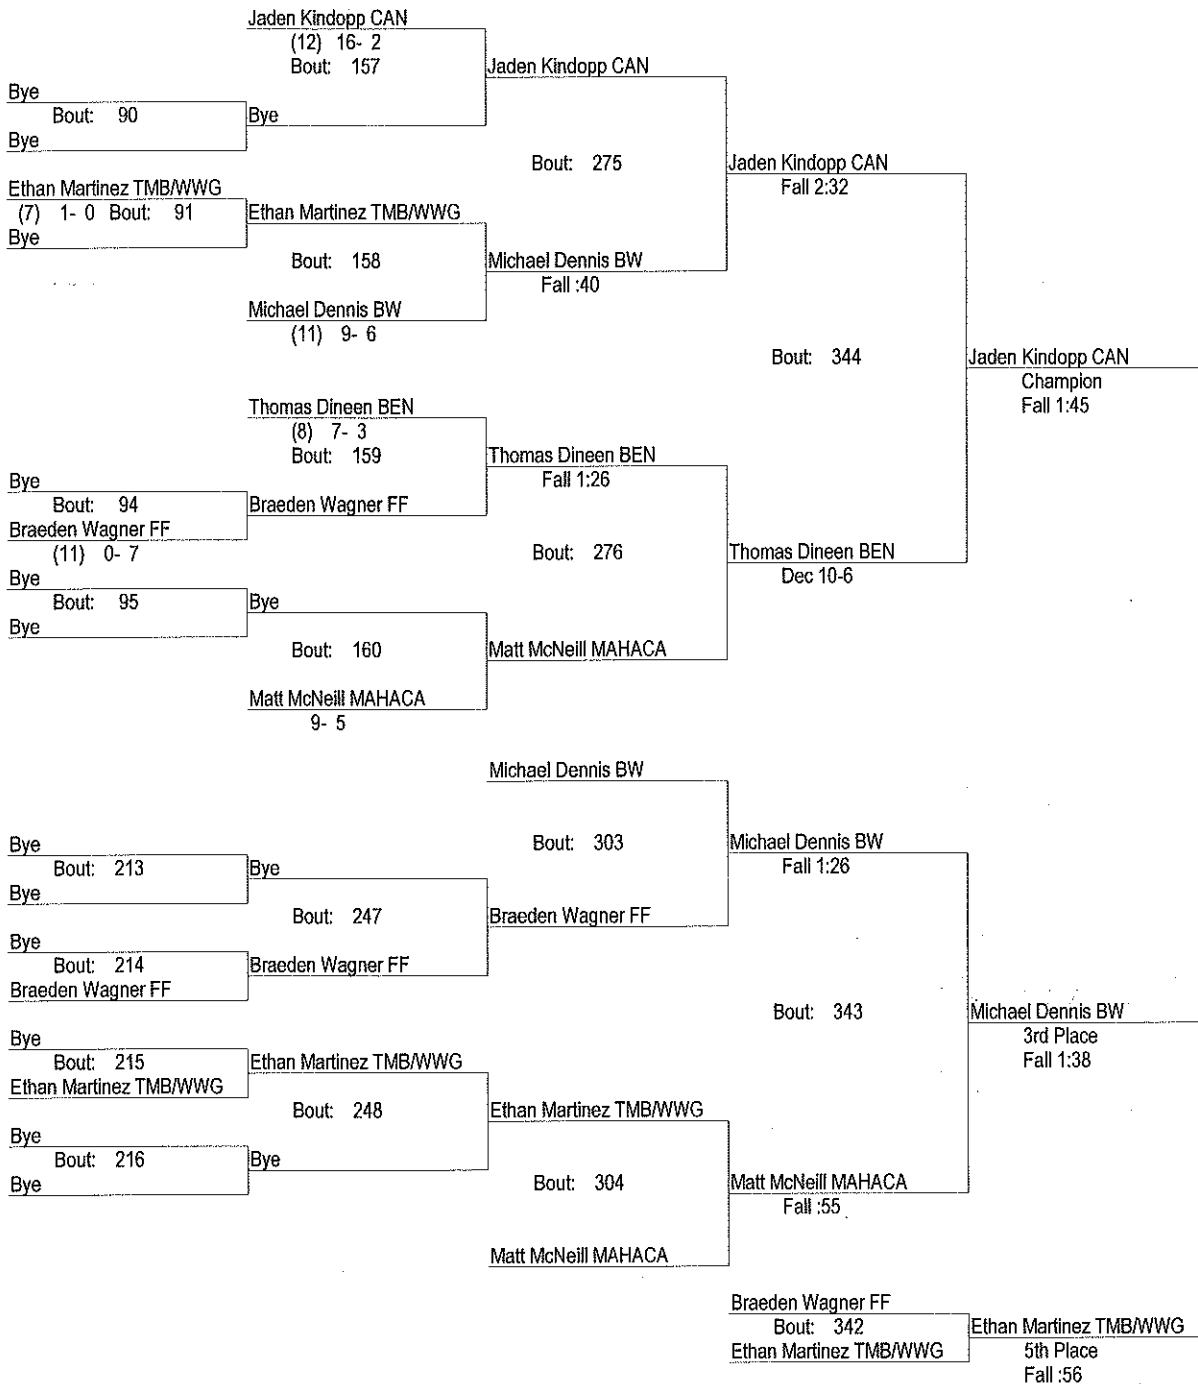 Jaden Kindopp CAN
(12) 16- 2
Bout: 157
Jaden Kindopp CAN
Bye
Bout: 90
Bye
Bye
Bout: 275
Jaden Kindopp CAN
Fall 2:32
Ethan Martinez TMB/WWG
(7) 1- 0 Bout: 91
Ethan Martinez TMB/WWG
Bye
Bout: 158
Michael Dennis BW
Fall :40
Michael Dennis BW
(11) 9- 6
Bout: 344
Jaden Kindopp CAN
Champion
Fall 1:45
Thomas Dineen BEN
(8) 7- 3
Bout: 159
Thomas Dineen BEN
Fall 1:26
Bye
Bout: 94
Braeden Wagner FF
Braeden Wagner FF
(11) 0- 7
Bout: 276
Thomas Dineen BEN
Dec 10-6
Bye
Bout: 95
Bye
Bye
Bout: 160
Matt McNeill MAHACA
Matt McNeill MAHACA
9- 5
Michael Dennis BW
Bout: 303
Michael Dennis BW
Fall 1:26
Bye
Bout: 213
Bye
Bye
Bout: 247
Braeden Wagner FF
Bye
Bout: 214
Braeden Wagner FF
Braeden Wagner FF
Bout: 343
Michael Dennis BW
3rd Place
Fall 1:38
Bye
Bout: 215
Ethan Martinez TMB/WWG
Ethan Martinez TMB/WWG
Bout: 248
Ethan Martinez TMB/WWG
Bye
Bout: 216
Bye
Bye
Bout: 304
Matt McNeill MAHACA
Fall :55
Matt McNeill MAHACA
Braeden Wagner FF
Bout: 342
Ethan Martinez TMB/WWG
Ethan Martinez TMB/WWG
5th Place
Fall :56